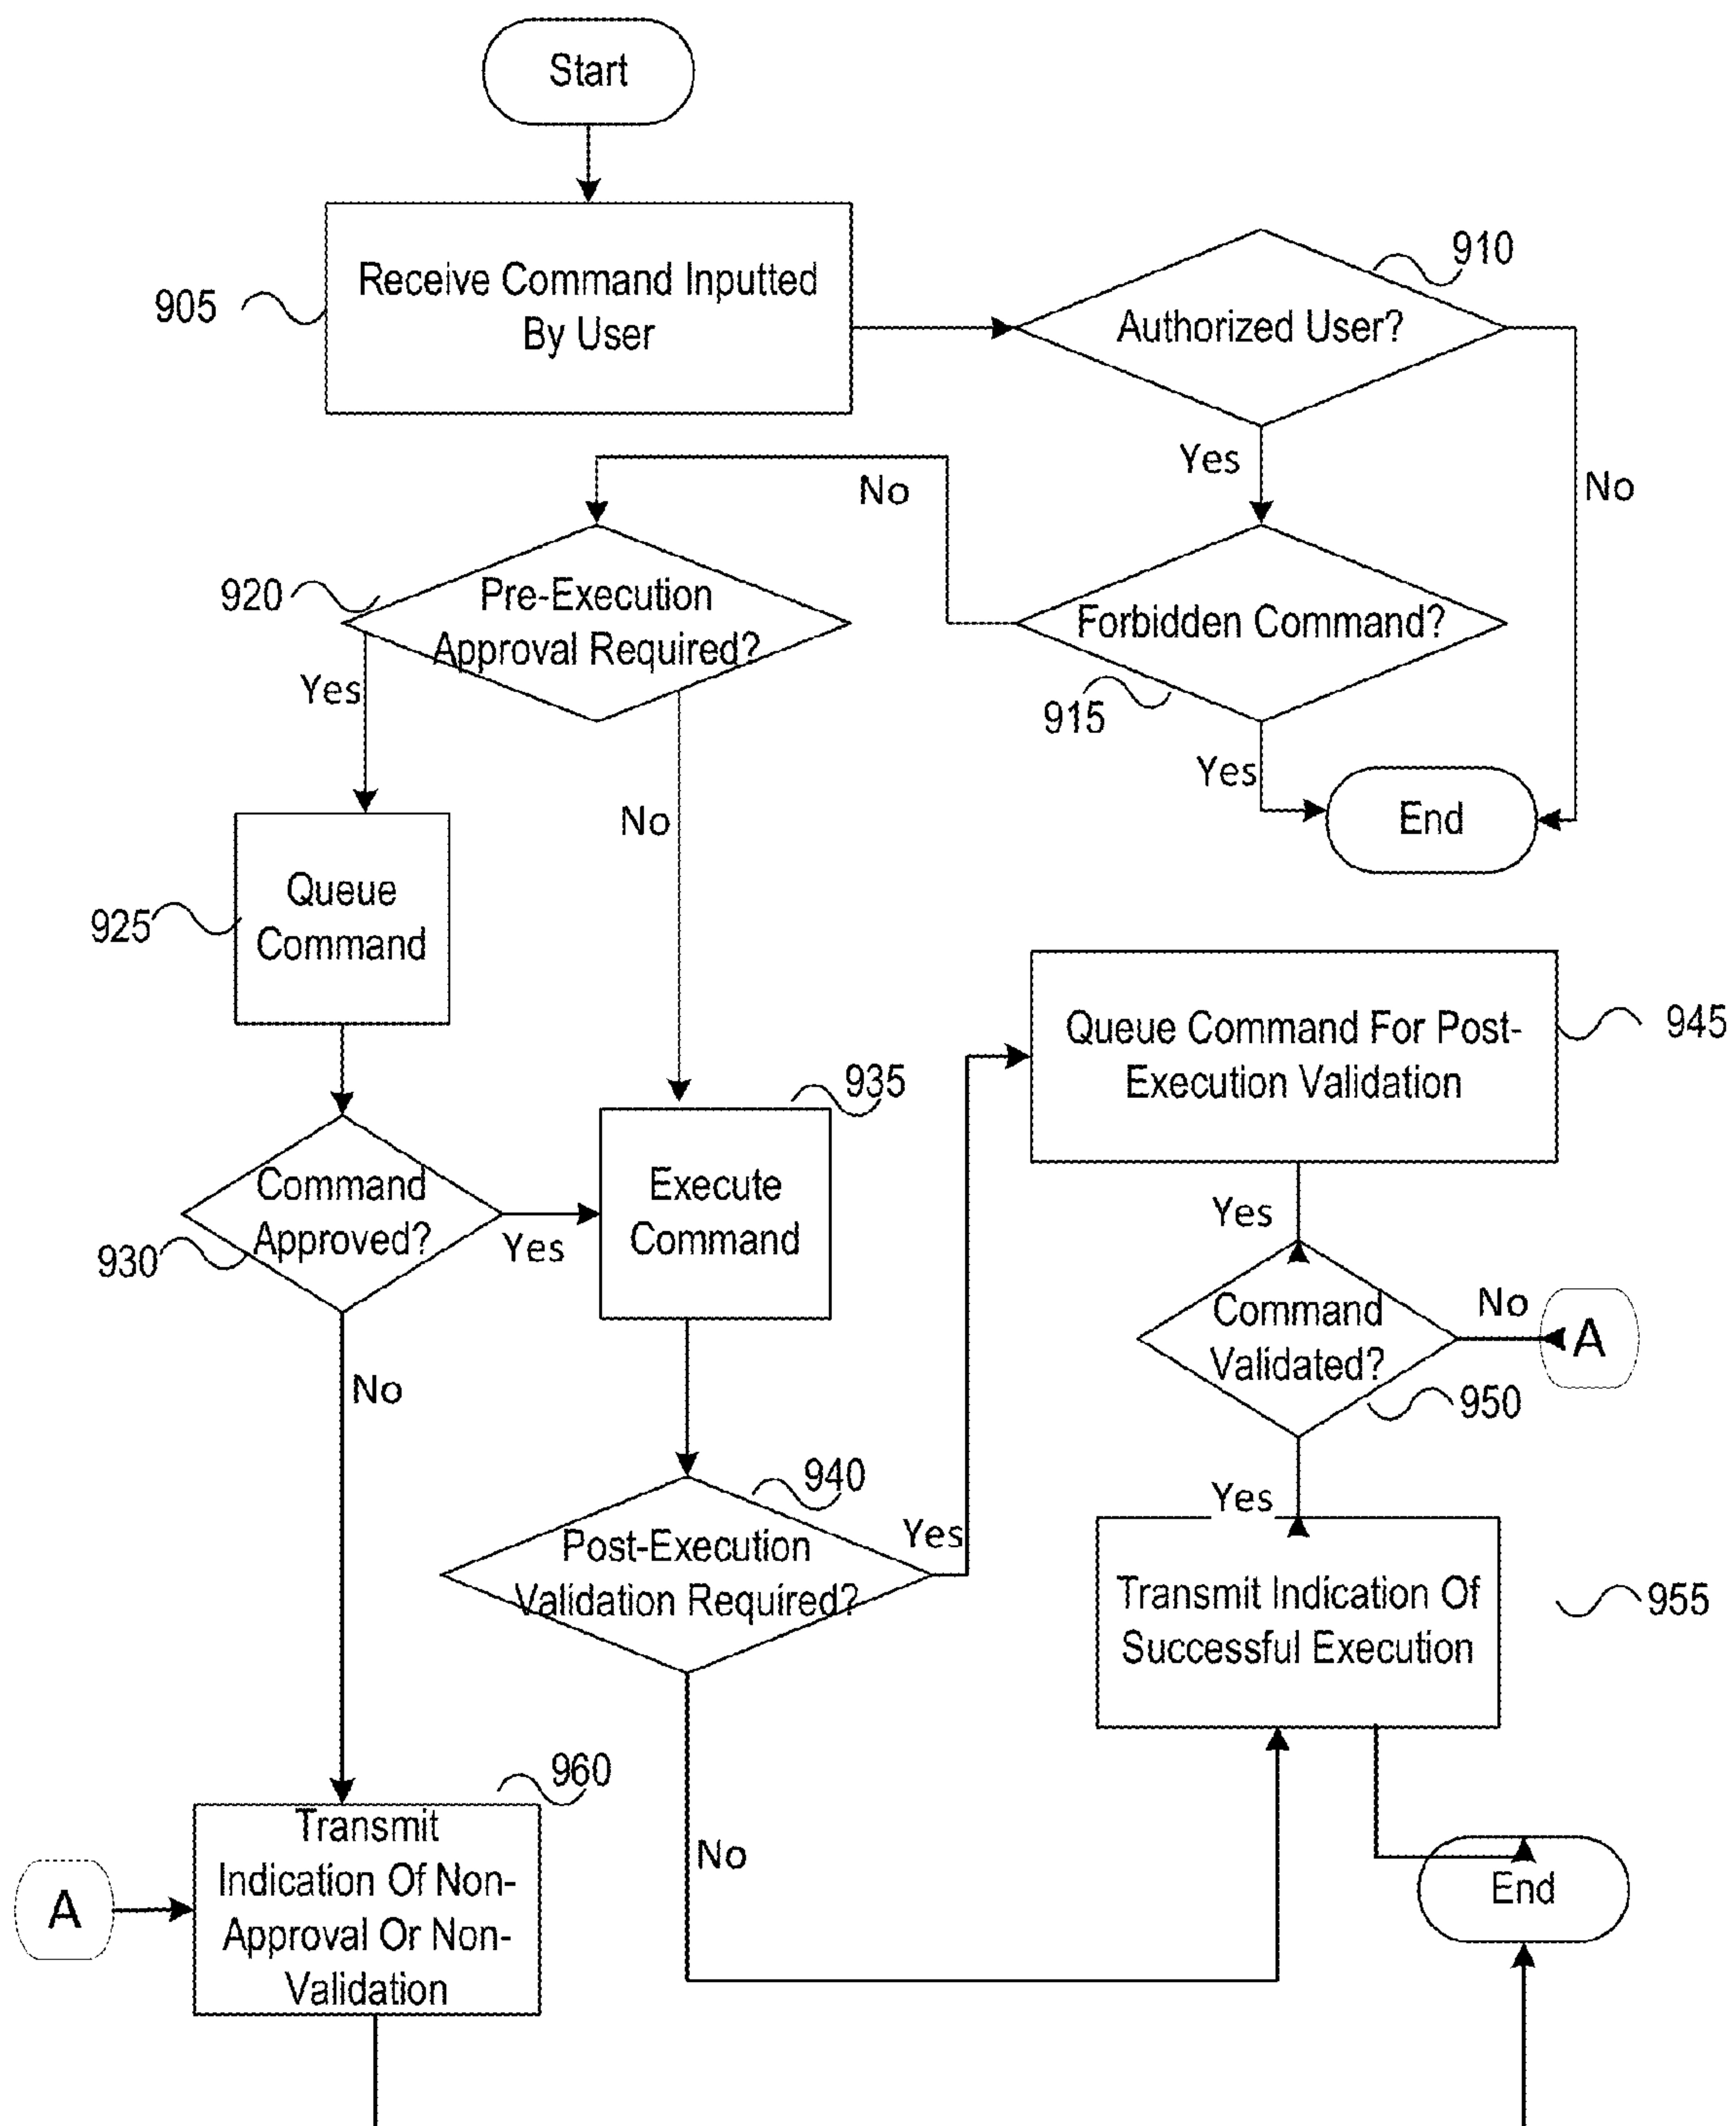 Start
Receive Command Inputted
By User
905
Authorized User?
910
Yes
No
No
Forbidden Command?
915
Yes
End
920
Pre-Execution
Approval Required?
Yes
No
Queue
Command
925
Command
Approved?
930
Yes
No
935
Execute
Command
940
Post-Execution
Validation Required?
Yes
No
Queue Command For Post-
Execution Validation
945
Yes
Command
Validated?
950
No
A
Yes
Transmit Indication Of
Successful Execution
955
960
Transmit
Indication Of Non-
Approval Or Non-
Validation
A
End